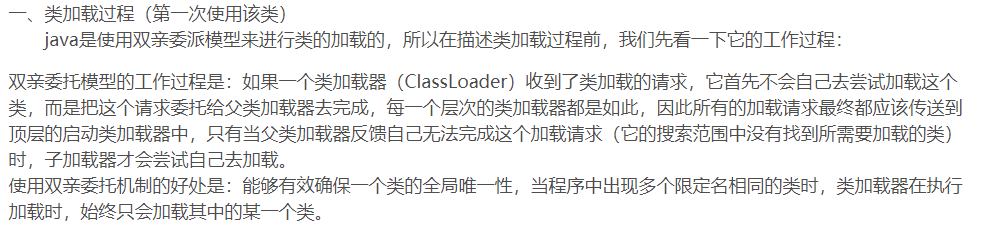 一、类加载过程（第一次使用该类）
java是使用双亲委派模型来进行类的加载的，所以在描述类加载过程前，我们先看一下它的工作过程：
双亲委托模型的工作过程是：如果一个类加载器（ClassLoader）收到了类加载的请求，它首先不会自己去尝试加载这个
类，而是把这个请求委托给父类加载器去完成，每一个层次的类加载器都是如此，因此所有的加载请求最终都应该传送到
顶层的启动类加载器中，只有当父类加载器反馈自己无法完成这个加载请求（它的搜索范围中没有找到所需要加载的类）
时，子加载器才会尝试自己去加载。
使用双亲委托机制的好处是：能够有效确保一个类的全局唯一性，当程序中出现多个限定名相同的类时，类加载器在执行
加载时，始终只会加载其中的某一个类。